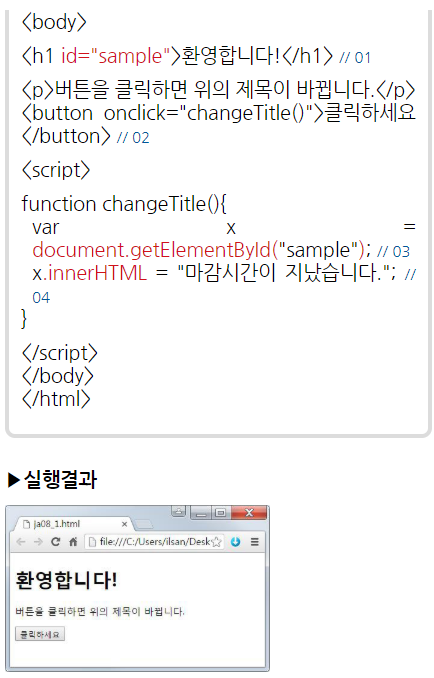 <body>
<h1 id="sample">환영합니다!</h1> // 01
<p>버튼을 클릭하면 위의 제목이 바뀝니다.</p>
<button onclick="changeTitle()">클릭하세요
</button> // 02
<script>
function changeTitle(){
var x =
document.getElementById("sample"); // 03
x.innerHTML = "마감시간이 지났습니다."; //
04
}
</script>
</body>
</html>
▶실행결과
ja08_1.html
file:///C:/Users/ilsan/Desk
환영합니다!
버튼을 클릭하면 위의 제목이 바뀝니다.
클릭하세요